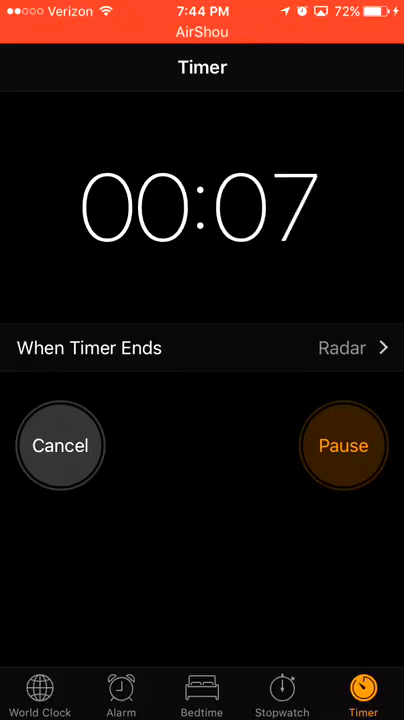 Verizon 7:44 PM 72%
AirShou
Timer
00:07
When Timer Ends Radar
Cancel Pause
World Clock Alarm Bedtime Stopwatch Timer